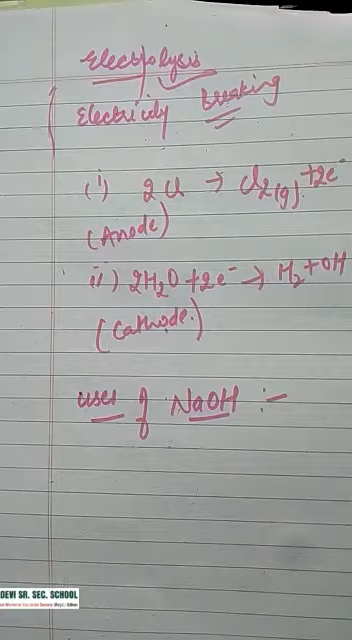 Electrolysis
Electricity Breaking
(i) 2Cl → Cl2(g) + 2e-
(Anode)
ii) 2H2O + 2e- → H2 + OH
(Cathode.)
uses of NaOH :-
DEVI SR. SEC. SCHOOL